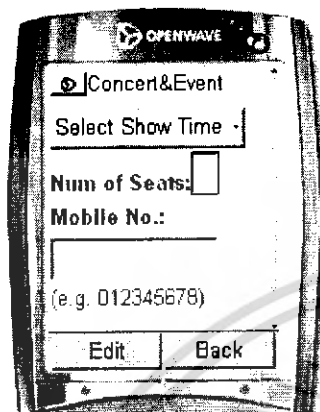 OPENWAVE
Concert&Event
Select Show Time
Num of Seats:
Mobile No.:
(e.g. 012345678)
Edit Back